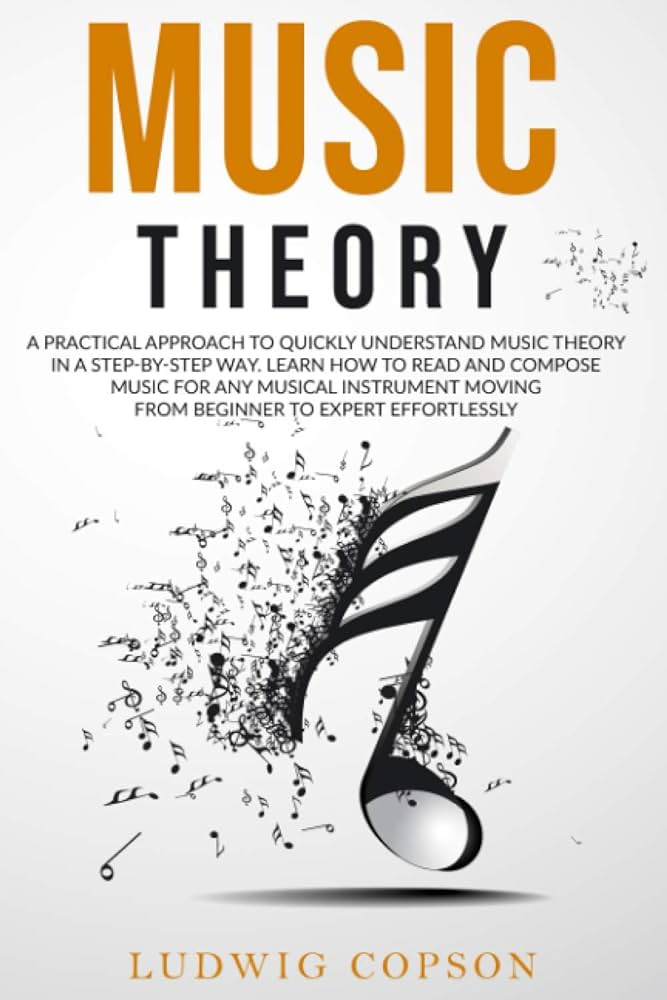 MUSIC
THEORY
A PRACTICAL APPROACH TO QUICKLY UNDERSTAND MUSIC THEORY
IN A STEP-BY-STEP WAY. LEARN HOW TO READ AND COMPOSE
MUSIC FOR ANY MUSICAL INSTRUMENT MOVING
FROM BEGINNER TO EXPERT EFFORTLESSLY
LUDWIG COPSON